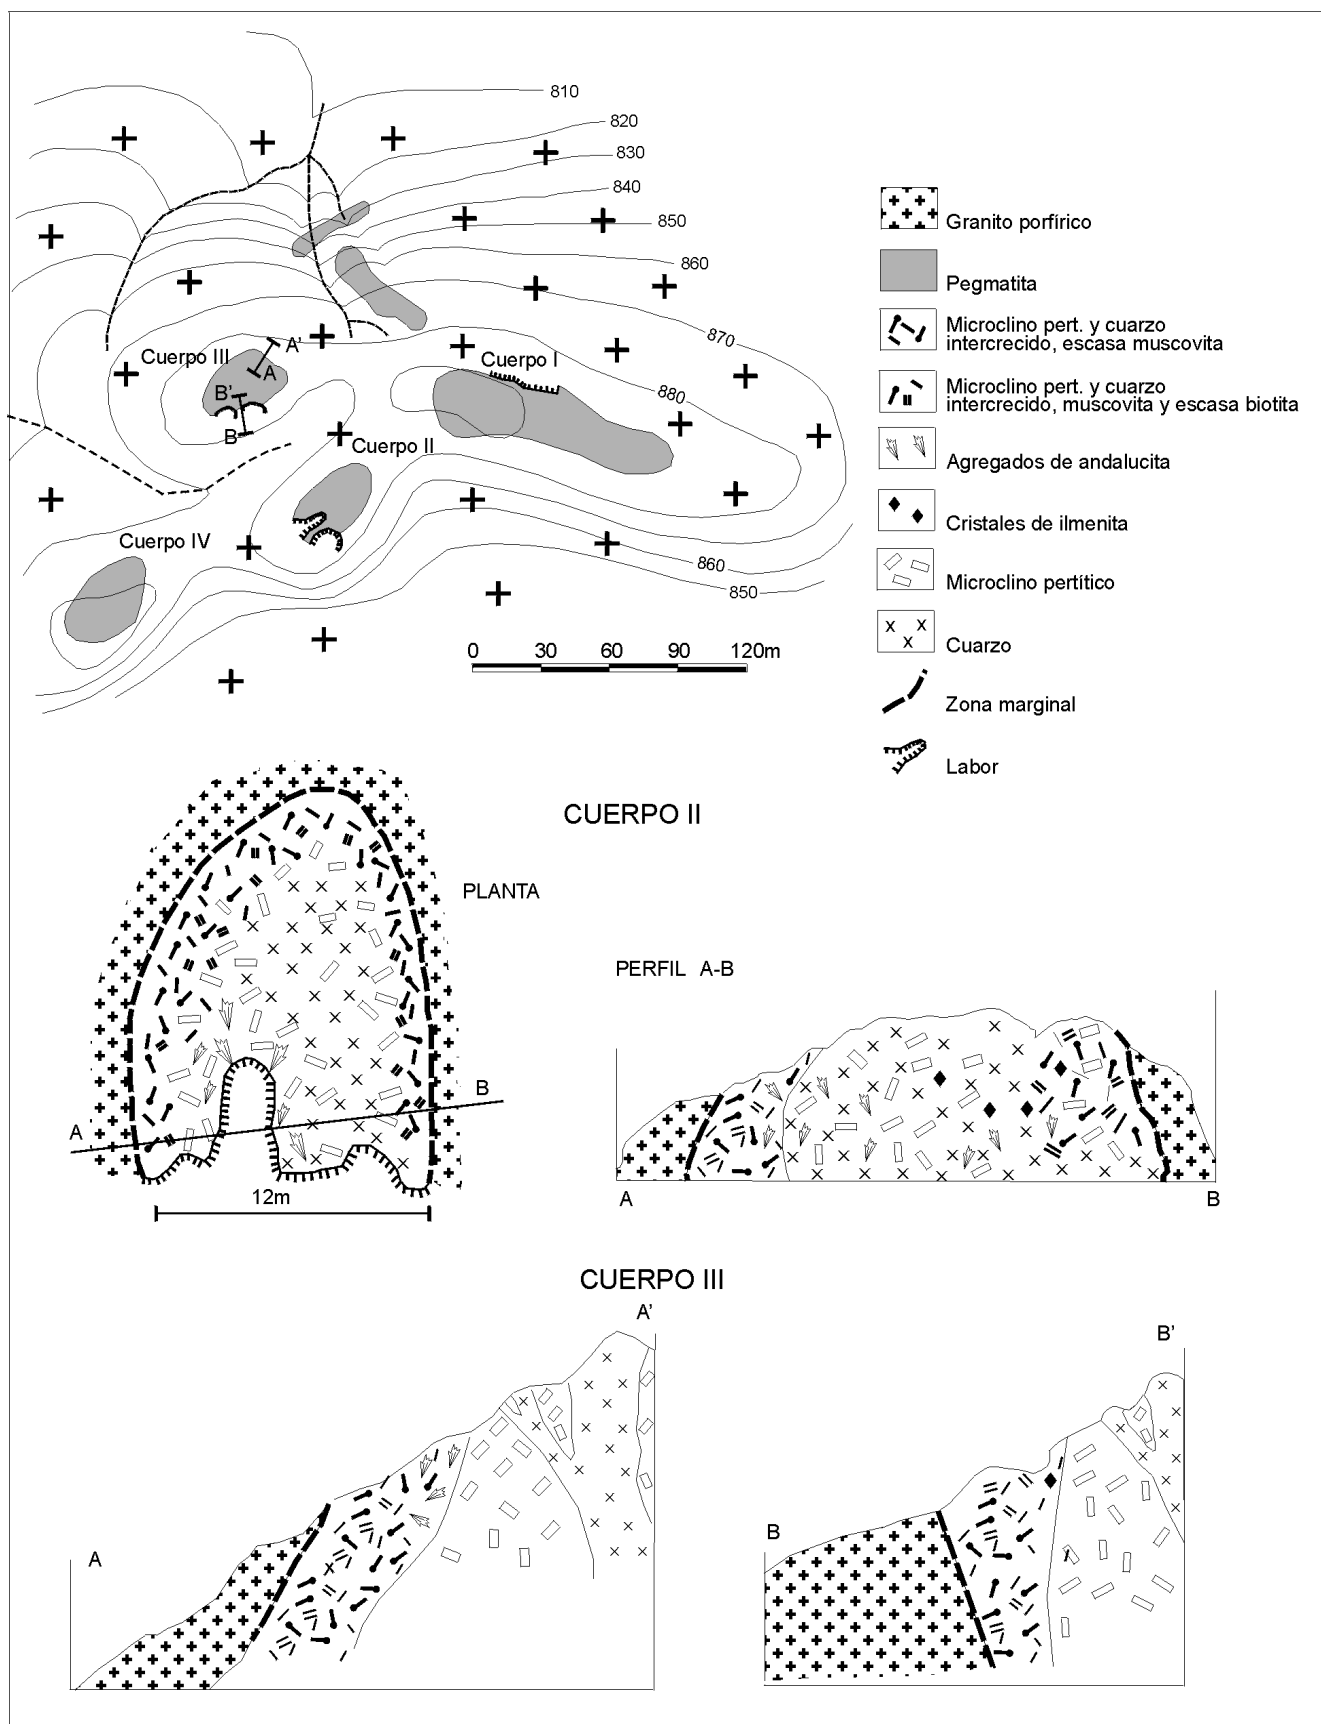 810
820
830
840
850
860
870
880
860
850
Cuerpo III
A'
A
B'
B
Cuerpo I
Cuerpo II
Cuerpo IV
0 30 60 90 120m
Granito porfírico
Pegmatita
Microclino pert. y cuarzo
intercrecido, escasa muscovita
Microclino pert. y cuarzo
intercrecido, muscovita y escasa biotita
Agregados de andalucita
Cristales de ilmenita
Microclino pertítico
Cuarzo
Zona marginal
Labor
CUERPO II
PLANTA
A
B
12m
PERFIL A-B
A
B
CUERPO III
A'
A
B'
B